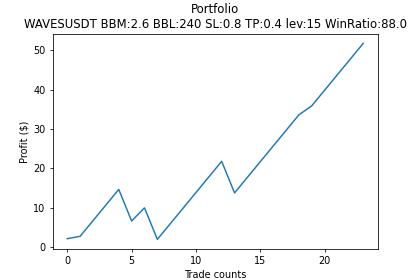 Portfolio
WAVESUSDT BBM:2.6 BBL:240 SL:0.8 TP:0.4 lev:15 WinRatio:88.0
50
40
30
20
10
0
Profit ($)
0 5 10 15 20
Trade counts